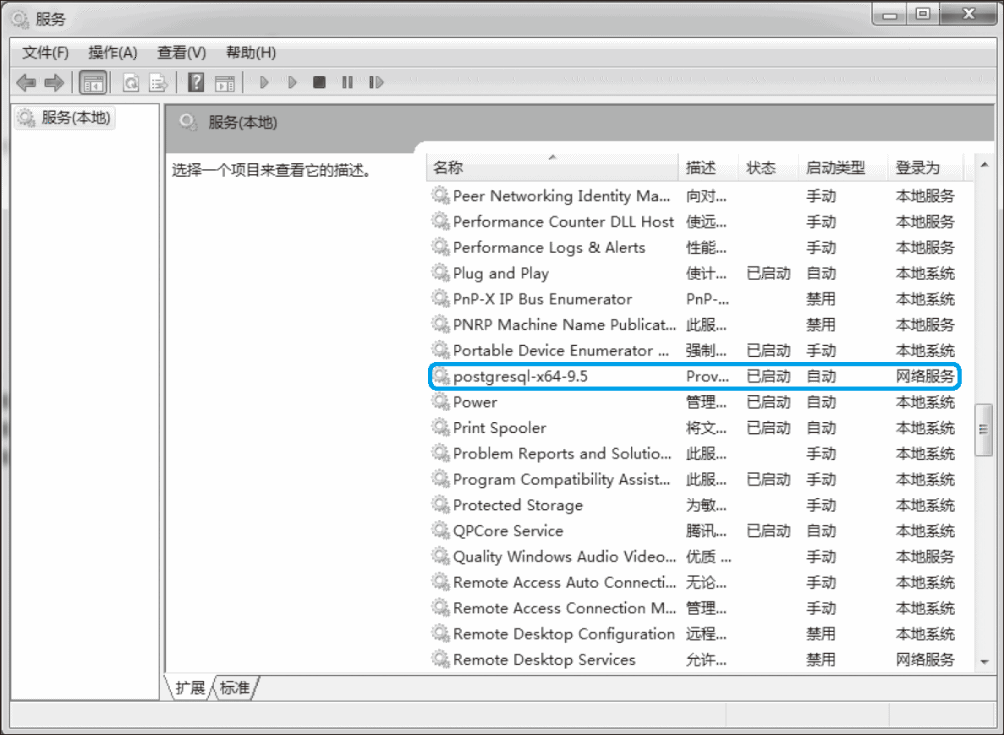 服务
文件(F) 操作(A) 查看(V) 帮助(H)
服务(本地)
服务(本地)
选择一个项目来查看它的描述。
名称 描述 状态 启动类型 登录为
Peer Networking Identity Ma... 向对... 手动 本地服务
Performance Counter DLL Host 使远... 手动 本地服务
Performance Logs & Alerts 性能... 手动 本地服务
Plug and Play 使计... 已启动 自动 本地系统
PnP-X IP Bus Enumerator PnP-... 禁用 本地系统
PNRP Machine Name Publicat... 此服... 禁用 本地服务
Portable Device Enumerator ... 强制... 已启动 手动 本地系统
postgresql-x64-9.5 Prov... 已启动 自动 网络服务
Power 管理... 已启动 自动 本地系统
Print Spooler 将文... 已启动 自动 本地系统
Problem Reports and Solutio... 此服... 手动 本地系统
Program Compatibility Assist... 此服... 已启动 手动 本地系统
Protected Storage 为敏... 手动 本地系统
QPCore Service 腾讯... 已启动 自动 本地系统
Quality Windows Audio Video... 优质 ... 手动 本地服务
Remote Access Auto Connecti... 无论... 手动 本地系统
Remote Access Connection M... 管理... 手动 本地系统
Remote Desktop Configuration 远程... 禁用 本地系统
Remote Desktop Services 允许... 禁用 网络服务
扩展 标准